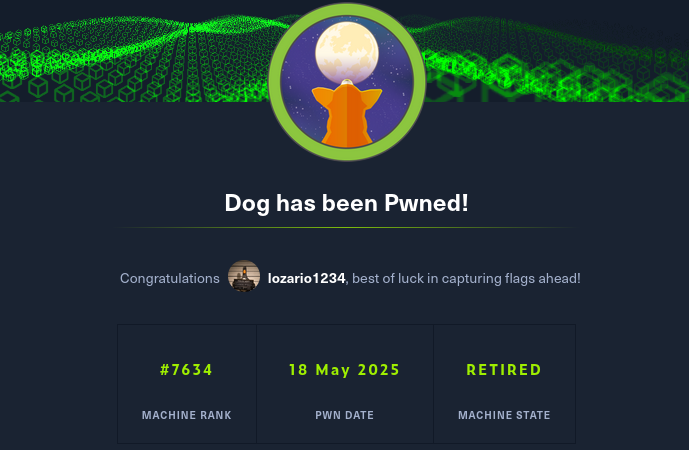 Dog has been Pwned!
Congratulations lozario1234, best of luck in capturing flags ahead!
#7634 18 May 2025 RETIRED
MACHINE RANK PWN DATE MACHINE STATE